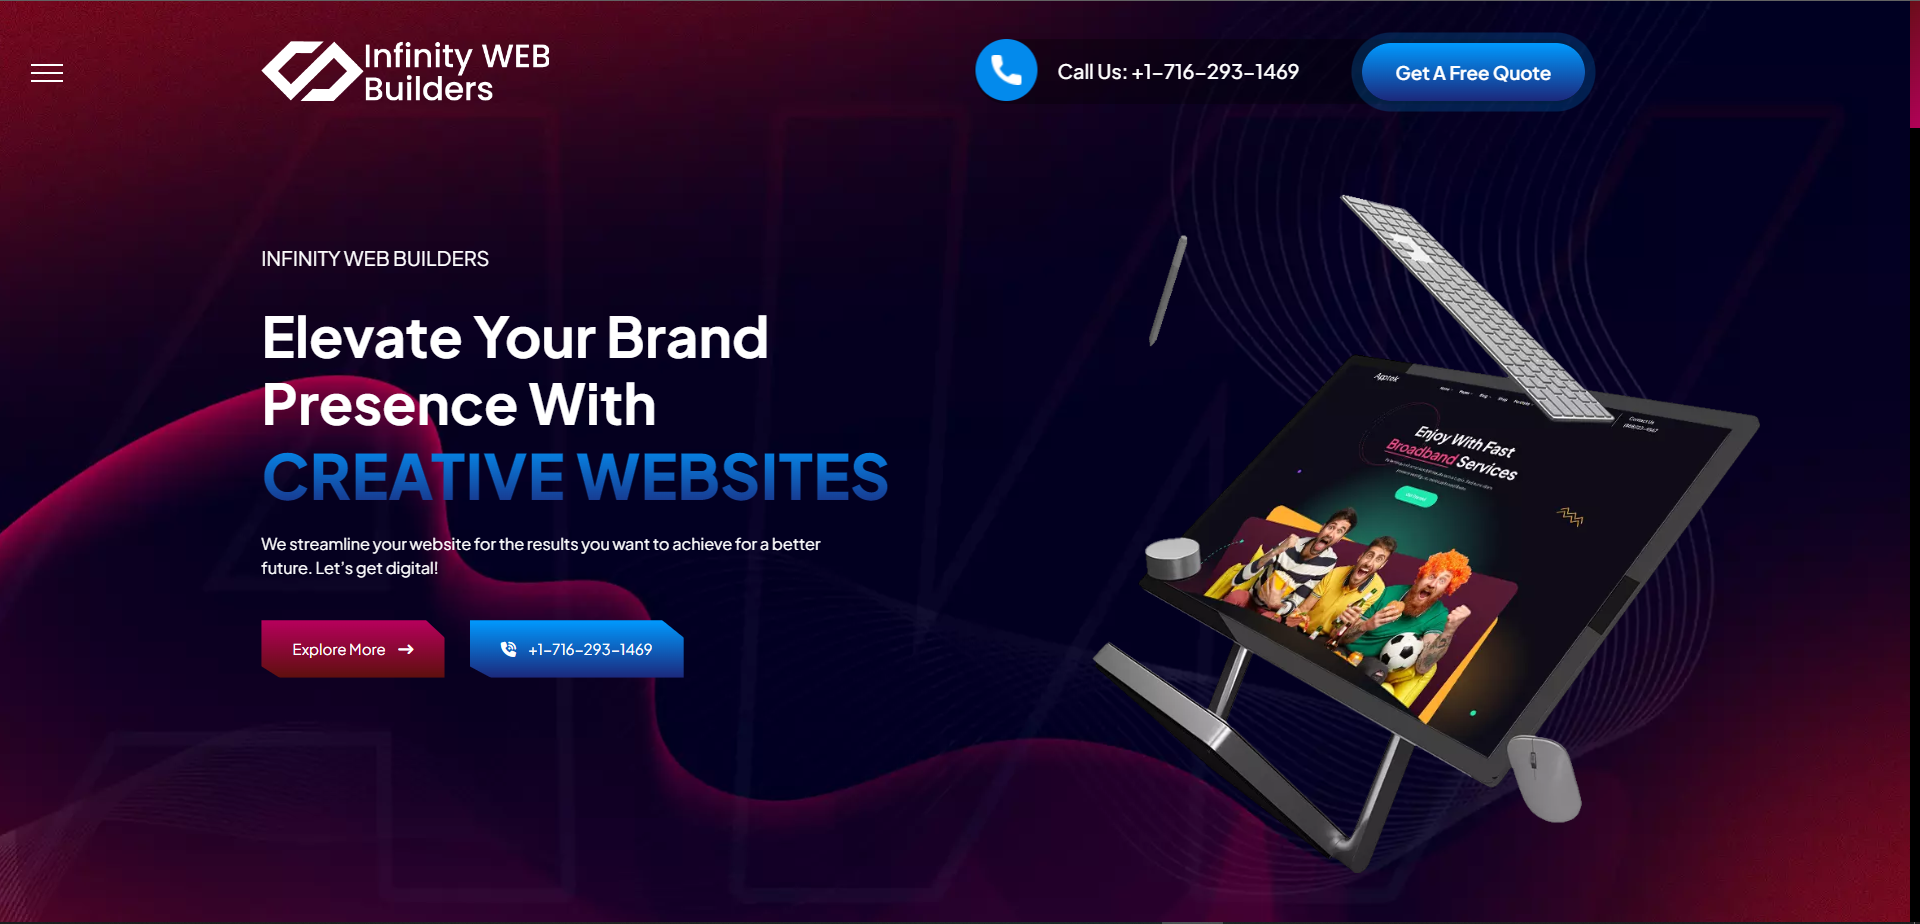 Infinity WEB
Builders
Call Us: +1-716-293-1469
Get A Free Quote
INFINITY WEB BUILDERS
Elevate Your Brand
Presence With
CREATIVE WEBSITES
We streamline your website for the results you want to achieve for a better
future. Let's get digital!
Explore More
+1-716-293-1469
Contact Us
Enjoy With Fast
Broadband Services